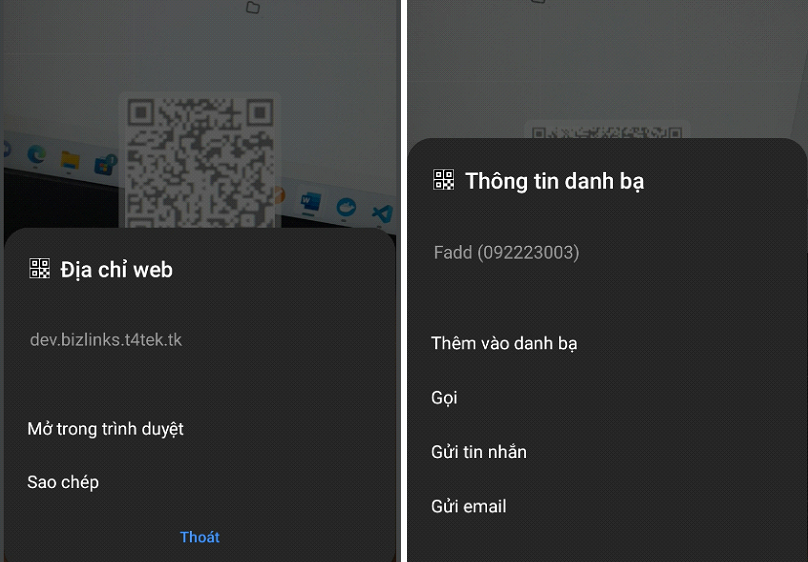 Địa chỉ web
dev.bizlinks.t4tek.tk
Mở trong trình duyệt
Sao chép
Thoát
Thông tin danh bạ
Fadd (092223003)
Thêm vào danh bạ
Gọi
Gửi tin nhắn
Gửi email